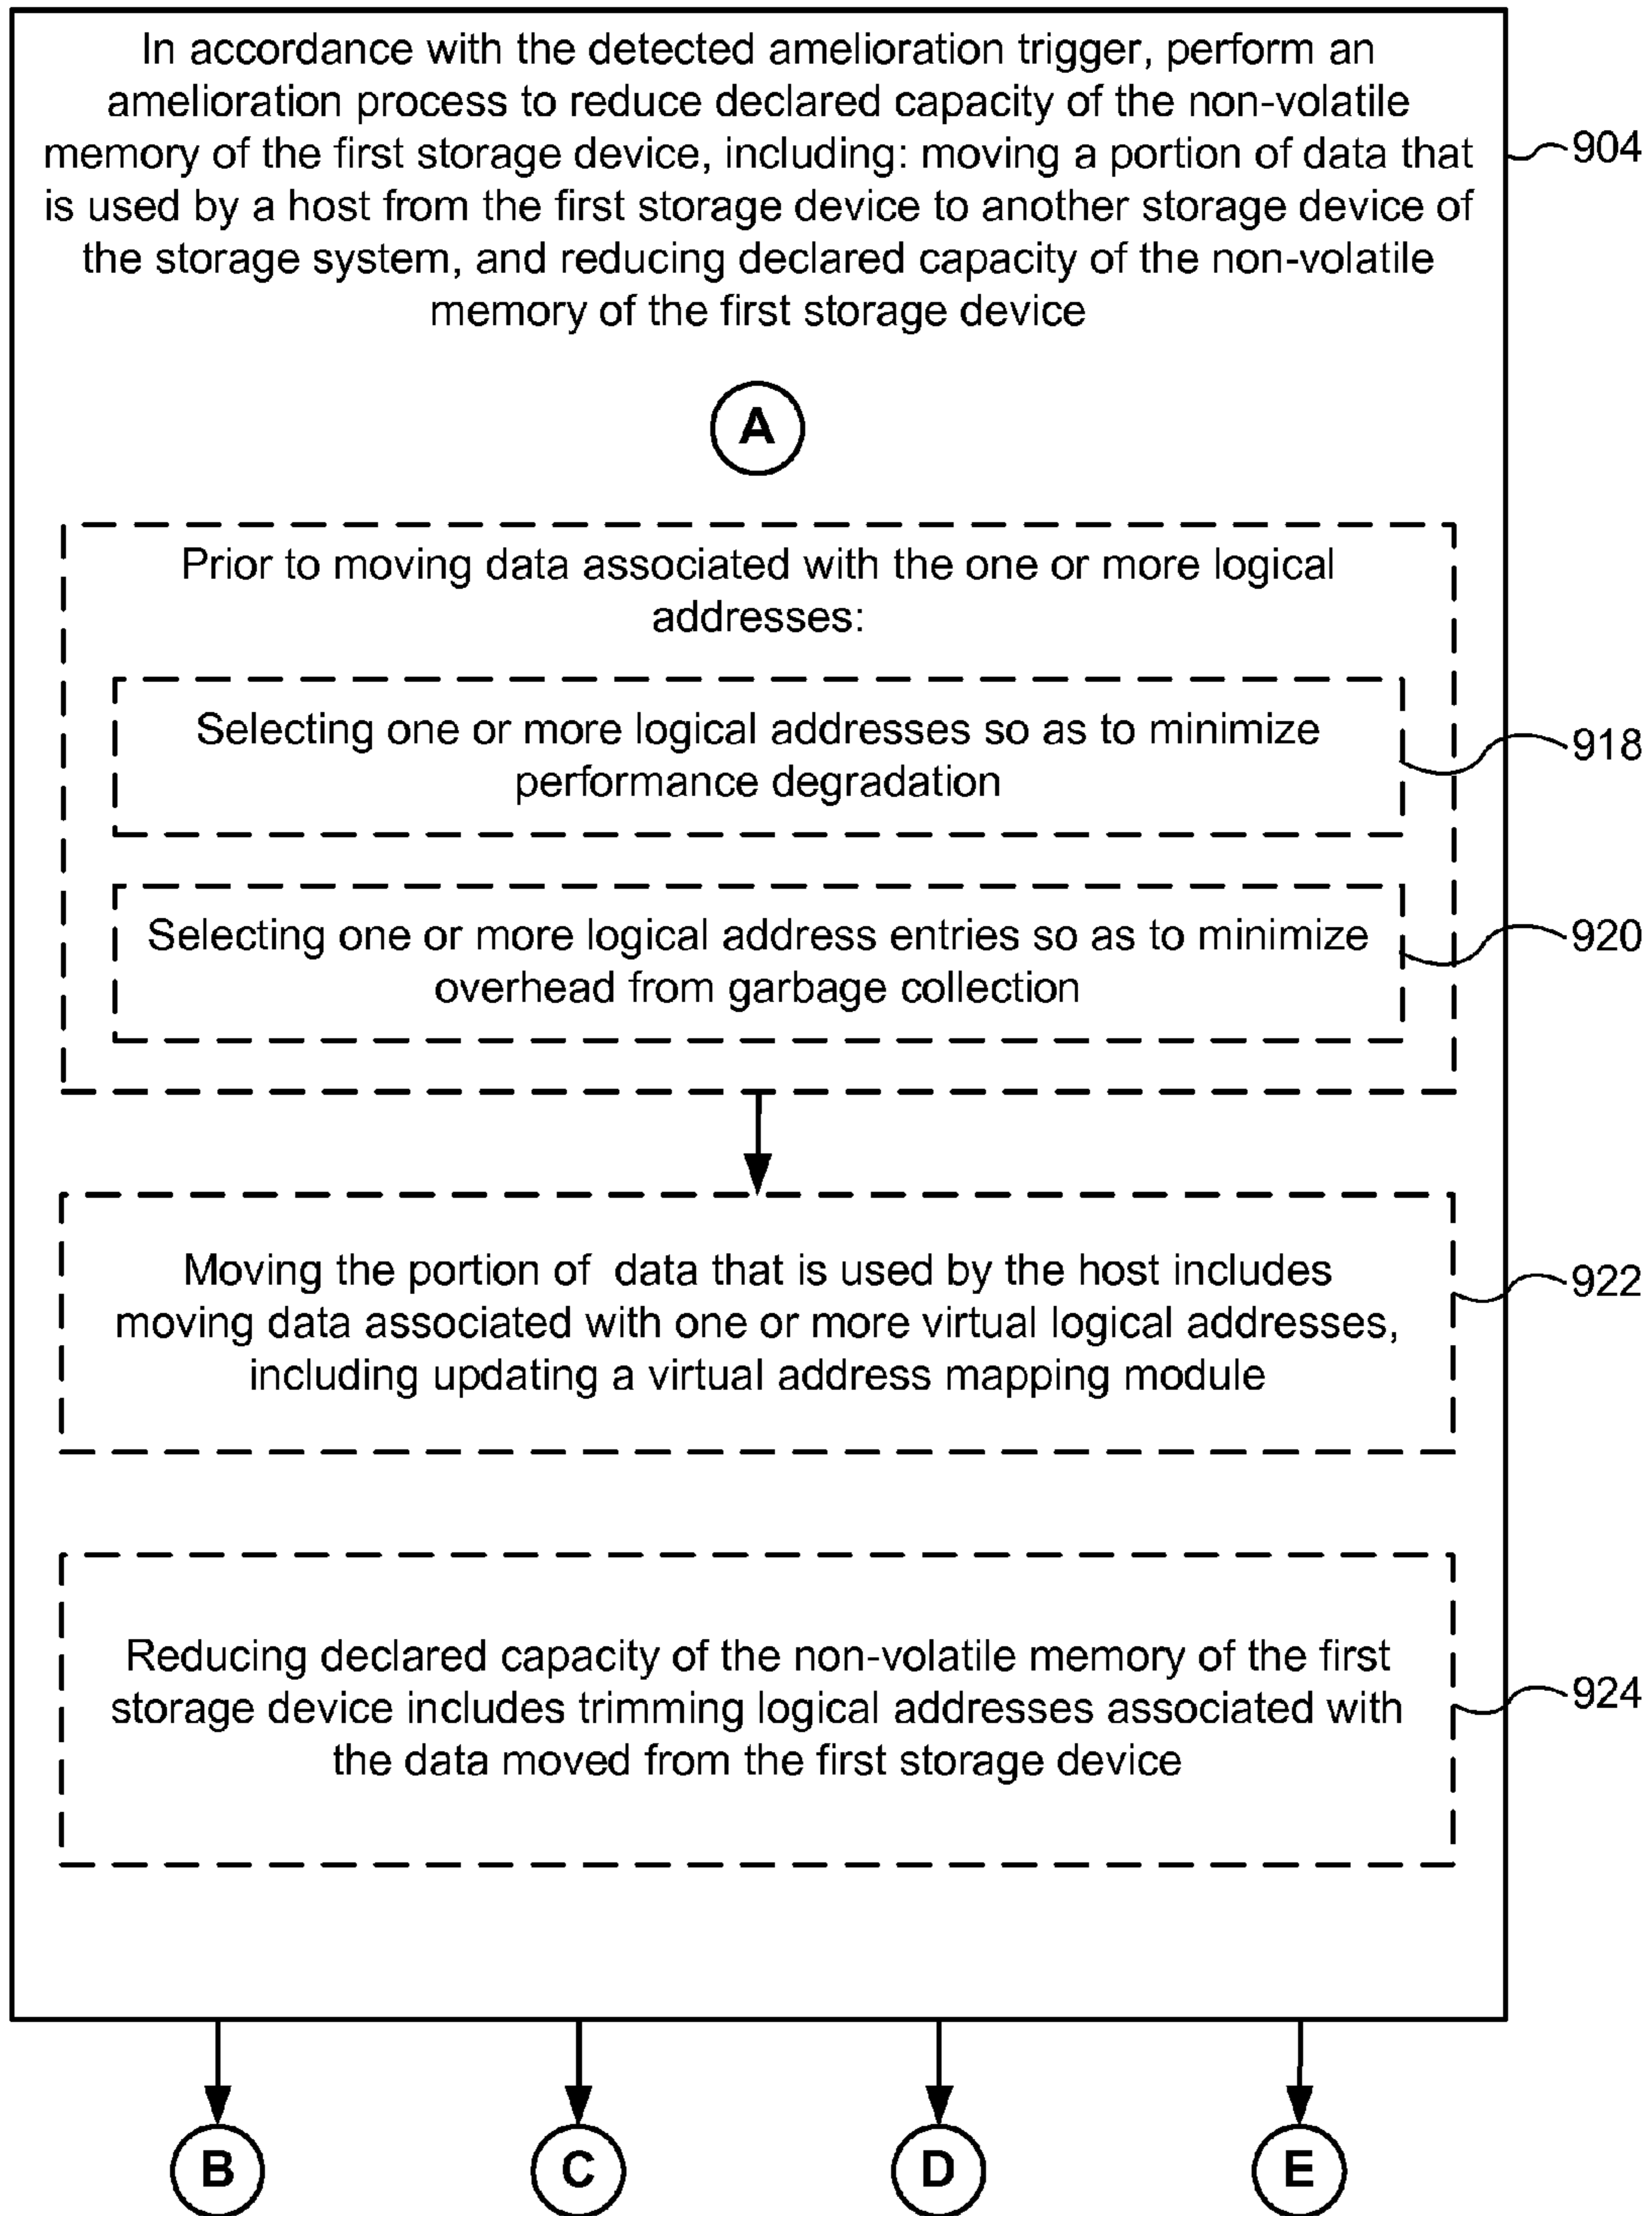 In accordance with the detected amelioration trigger, perform an
amelioration process to reduce declared capacity of the non-volatile
memory of the first storage device, including: moving a portion of data that
is used by a host from the first storage device to another storage device of
the storage system, and reducing declared capacity of the non-volatile
memory of the first storage device
904
A
Prior to moving data associated with the one or more logical
addresses:
Selecting one or more logical addresses so as to minimize
performance degradation
918
Selecting one or more logical address entries so as to minimize
overhead from garbage collection
920
Moving the portion of data that is used by the host includes
moving data associated with one or more virtual logical addresses,
including updating a virtual address mapping module
922
Reducing declared capacity of the non-volatile memory of the first
storage device includes trimming logical addresses associated with
the data moved from the first storage device
924
B
C
D
E